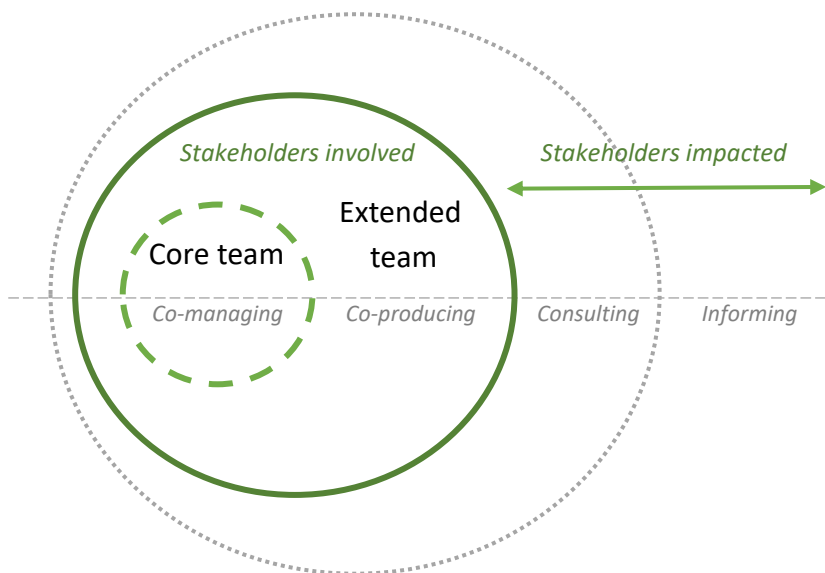 Stakeholders involved
Stakeholders impacted
Extended
team
Core team
Co-managing
Co-producing
Consulting
Informing